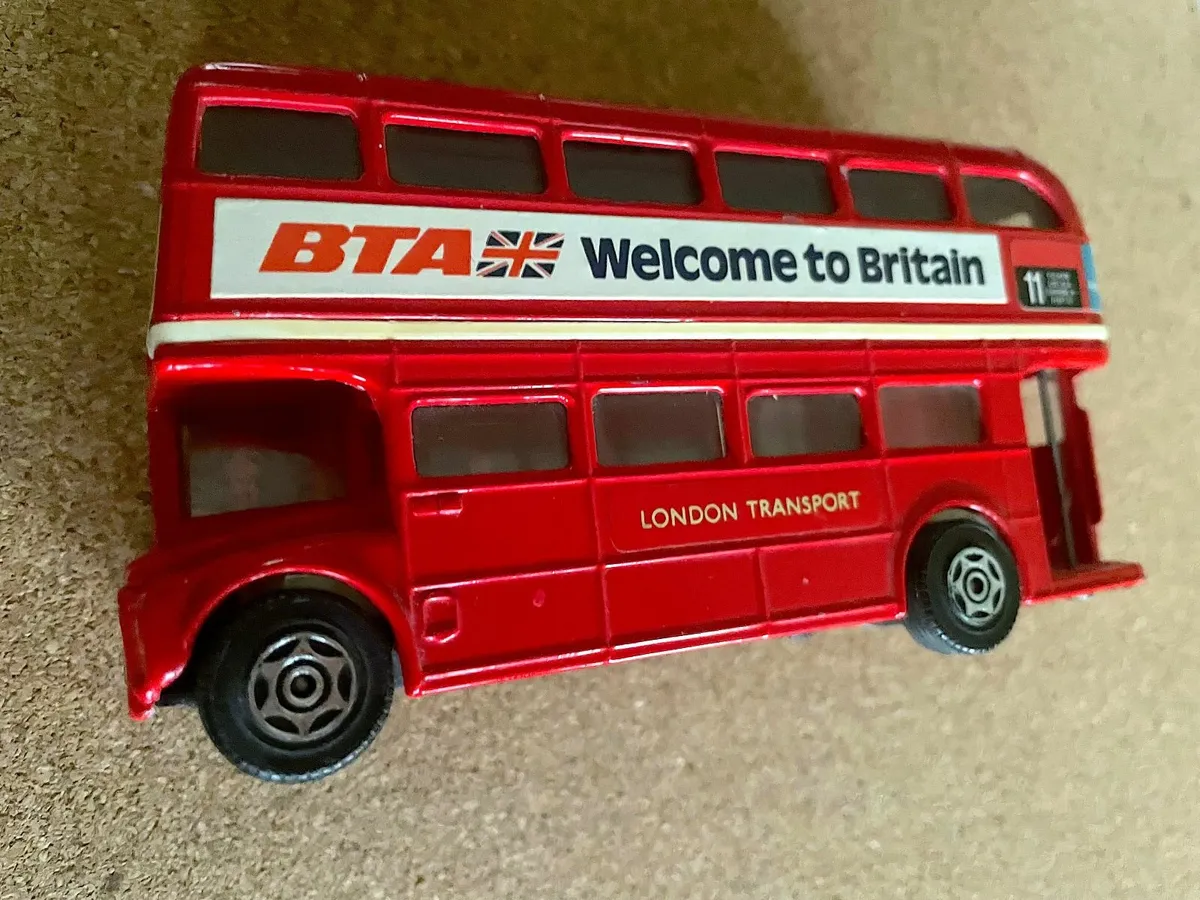 BTA Welcome to Britain
11
LONDON TRANSPORT